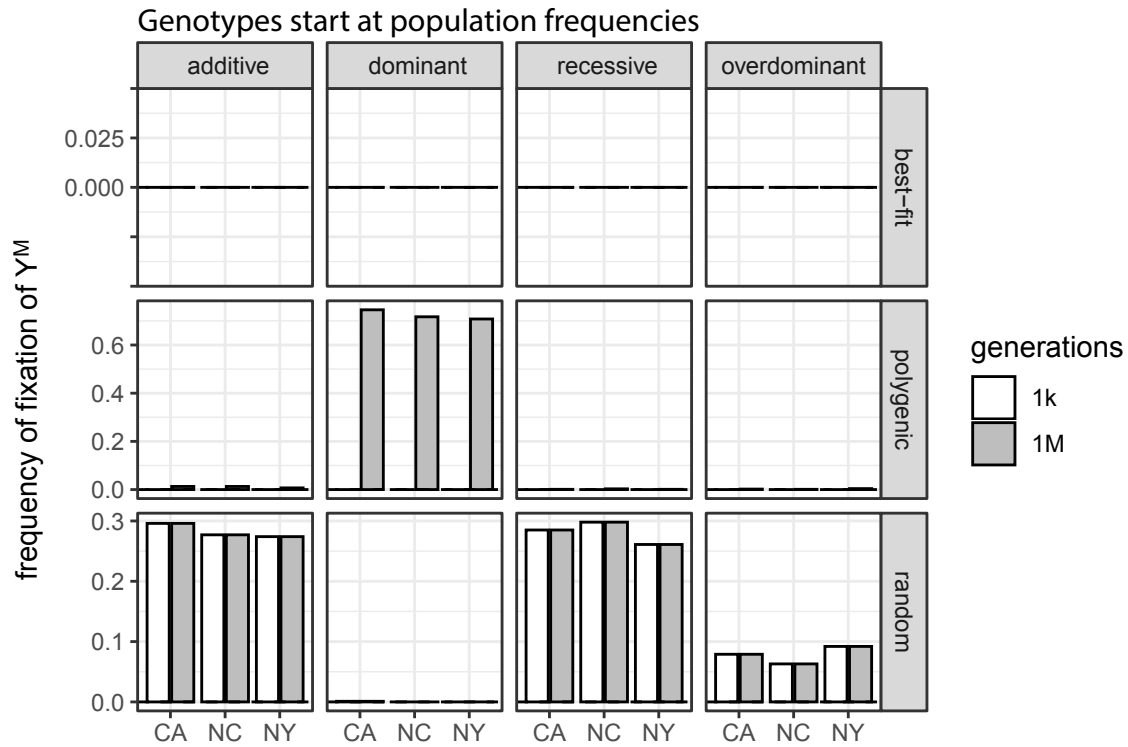 Genotypes start at population frequencies
additive dominant recessive overdominant
0.025
0.000
best−fit
frequency of fixation of Yᴹ
0.6
0.4
0.2
0.0
polygenic
generations
1k
1M
0.3
0.2
0.1
0.0
random
CA NC NY CA NC NY CA NC NY CA NC NY